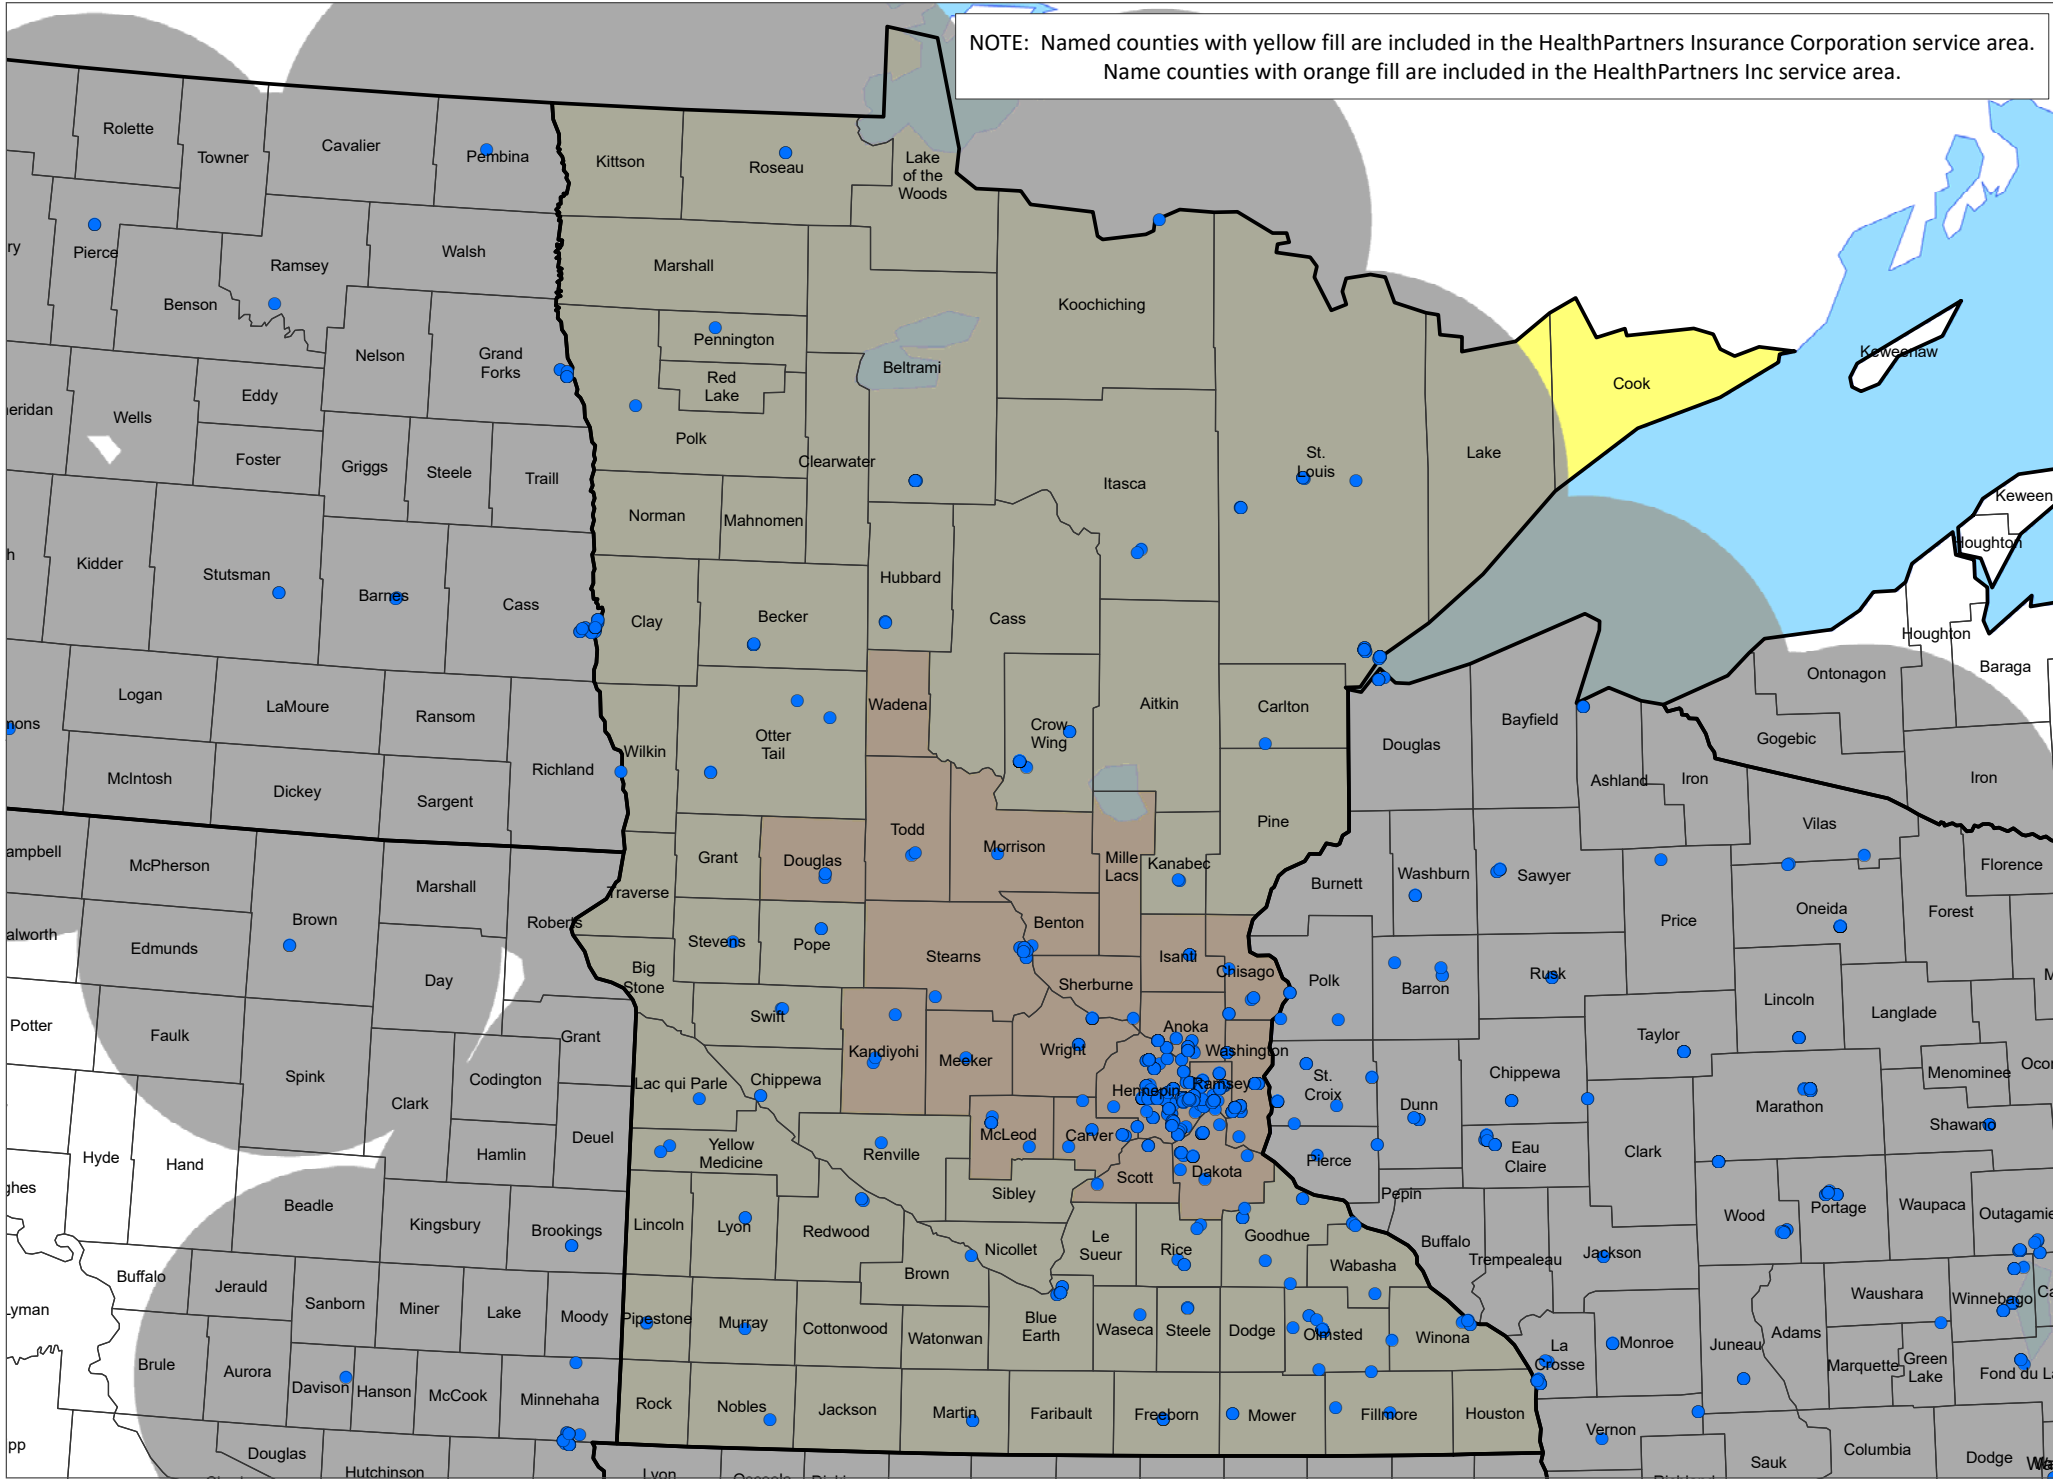 NOTE: Named counties with yellow fill are included in the HealthPartners Insurance Corporation service area.
Name counties with orange fill are included in the HealthPartners Inc service area.
Rolette
Towner
Cavalier
Pembina
Kittson
Roseau
Lake
of the
Woods
ry
Pierce
Benson
Ramsey
Walsh
Marshall
Koochiching
Nelson
Grand
Forks
Pennington
Red
Lake
Beltrami
Keweenaw
Cook
eridan
Wells
Eddy
Foster
Griggs
Steele
Traill
Polk
Clearwater
Itasca
St.
Louis
Lake
Keween
Houghton
h
Kidder
Stutsman
Barnes
Cass
Norman
Mahnomen
Clay
Becker
Hubbard
Cass
Houghton
Baraga
Ontonagon
mons
Logan
LaMoure
Ransom
Wadena
Crow
Wing
Aitkin
Carlton
Douglas
Bayfield
Gogebic
McIntosh
Dickey
Sargent
Richland
Wilkin
Otter
Tail
Ashland
Iron
Iron
Pine
Vilas
ampbell
McPherson
Marshall
Grant
Douglas
Todd
Morrison
Mille
Lacs
Kanabec
Burnett
Washburn
Sawyer
Florence
Traverse
alworth
Edmunds
Brown
Roberts
Stevens
Pope
Benton
Price
Oneida
Forest
Day
Big
Stone
Stearns
Sherburne
Isanti
Chisago
Polk
Barron
Rusk
M
Potter
Faulk
Grant
Swift
Anoka
Lincoln
Langlade
Taylor
Kandiyohi
Meeker
Wright
Washington
Spink
Codington
Lac qui Parle
Chippewa
Hennepin
Ramsey
St.
Croix
Chippewa
Menominee
Ocor
Clark
Dunn
Marathon
Shawano
Deuel
McLeod
Carver
Hyde
Hand
Hamlin
Yellow
Medicine
Renville
Scott
Dakota
Pierce
Eau
Claire
Clark
ghes
Beadle
Kingsbury
Brookings
Lincoln
Lyon
Redwood
Sibley
Pepin
Wood
Portage
Waupaca
Outagamie
Nicollet
Le
Sueur
Rice
Goodhue
Wabasha
Buffalo
Trempealeau
Jackson
Buffalo
Jerauld
Brown
Lyman
Sanborn
Miner
Lake
Moody
Pipestone
Murray
Cottonwood
Watonwan
Blue
Earth
Waseca
Steele
Dodge
Olmsted
Winona
La
Crosse
Monroe
Juneau
Adams
Waushara
Winnebago
Ca
Brule
Aurora
Davison
Hanson
McCook
Minnehaha
Marquette
Green
Lake
Fond du La
Rock
Nobles
Jackson
Martin
Faribault
Freeborn
Mower
Fillmore
Houston
Vernon
pp
Douglas
Hutchinson
Lyon
Sauk
Columbia
Dodge